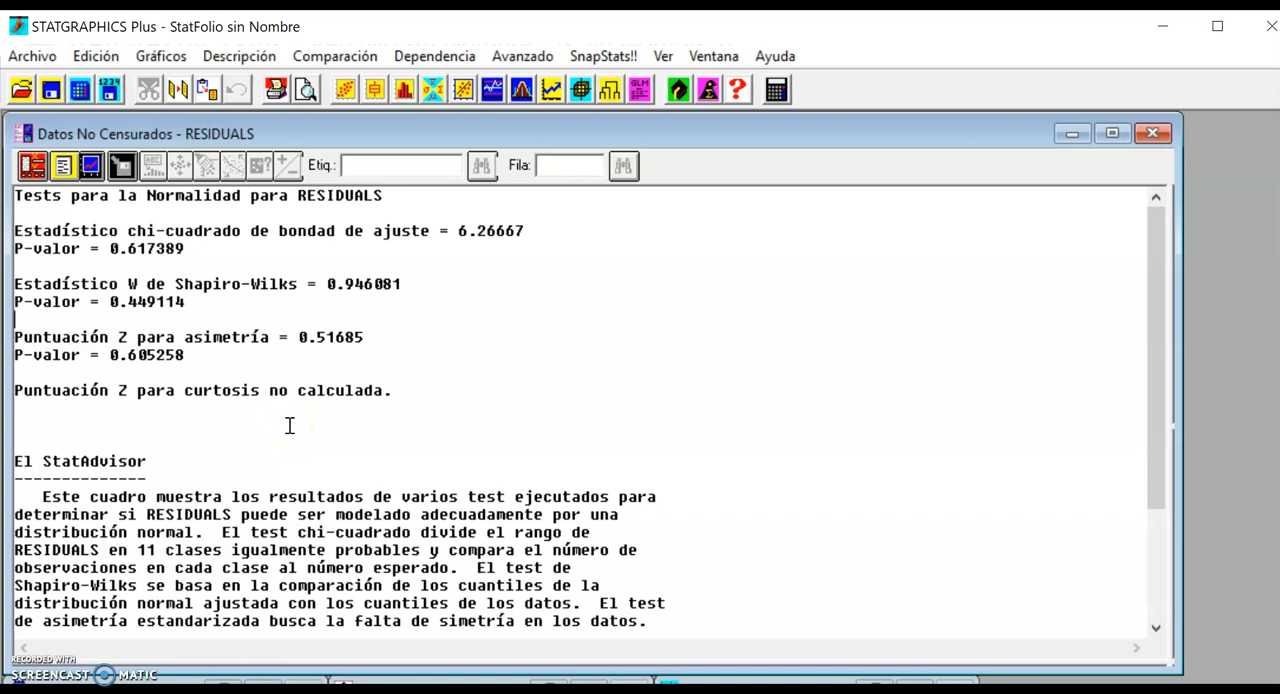 STATGRAPHICS Plus - StatFolio sin Nombre
Archivo Edición Gráficos Descripción Comparación Dependencia Avanzado SnapStats!! Ver Ventana Ayuda
1234
GLM
Datos No Censurados - RESIDUALS
Etiq.: Fila:
Tests para la Normalidad para RESIDUALS
Estadístico chi-cuadrado de bondad de ajuste = 6.26667
P-valor = 0.617389
Estadístico W de Shapiro-Wilks = 0.946081
P-valor = 0.449114
Puntuación Z para asimetría = 0.51685
P-valor = 0.605258
Puntuación Z para curtosis no calculada.
El StatAdvisor
--------------
Este cuadro muestra los resultados de varios test ejecutados para
determinar si RESIDUALS puede ser modelado adecuadamente por una
distribución normal. El test chi-cuadrado divide el rango de
RESIDUALS en 11 clases igualmente probables y compara el número de
observaciones en cada clase al número esperado. El test de
Shapiro-Wilks se basa en la comparación de los cuantiles de la
distribución normal ajustada con los cuantiles de los datos. El test
de asimetría estandarizada busca la falta de simetría en los datos.
RECORDED WITH
SCREENCAST MATIC